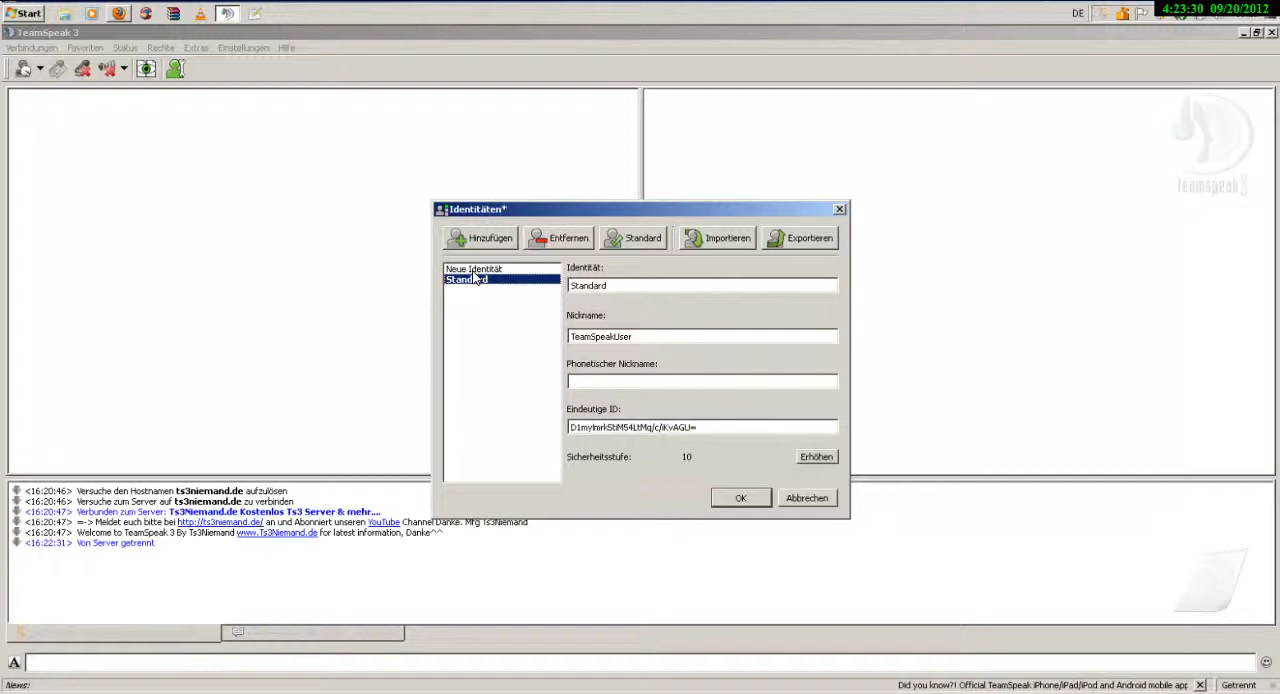 Start
DE
4:23:30 09/20/2012
TeamSpeak 3
Verbindungen Favoriten Status Rechte Extras Einstellungen Hilfe
teamspeak 3
Identitäten*
Hinzufügen Entfernen Standard Importieren Exportieren
Neue Identität
Standard
Identität:
Standard
Nickname:
TeamSpeakUser
Phonetischer Nickname:
Eindeutige ID:
Sicherheitsstufe: 10 Erhöhen
OK Abbrechen
<16:20:46> Versuche den Hostnamen ts3niemand.de aufzulösen
<16:20:46> Versuche zum Server auf ts3niemand.de zu verbinden
<16:20:47> Verbunden zum Server: Ts3Niemand.de Kostenlos Ts3 Server & mehr....
<16:20:47> =-> Meldet euch bitte bei http://ts3niemand.de/ an und Abonniert unseren YouTube Channel Danke. Mfg Ts3Niemand
<16:20:47> Welcome to TeamSpeak 3 By Ts3Niemand www.Ts3Niemand.de for latest information, Danke^^
<16:22:31> Von Server getrennt
A
News:
Did you know?! Official TeamSpeak iPhone/iPad/iPod and Android mobile app
Getrennt